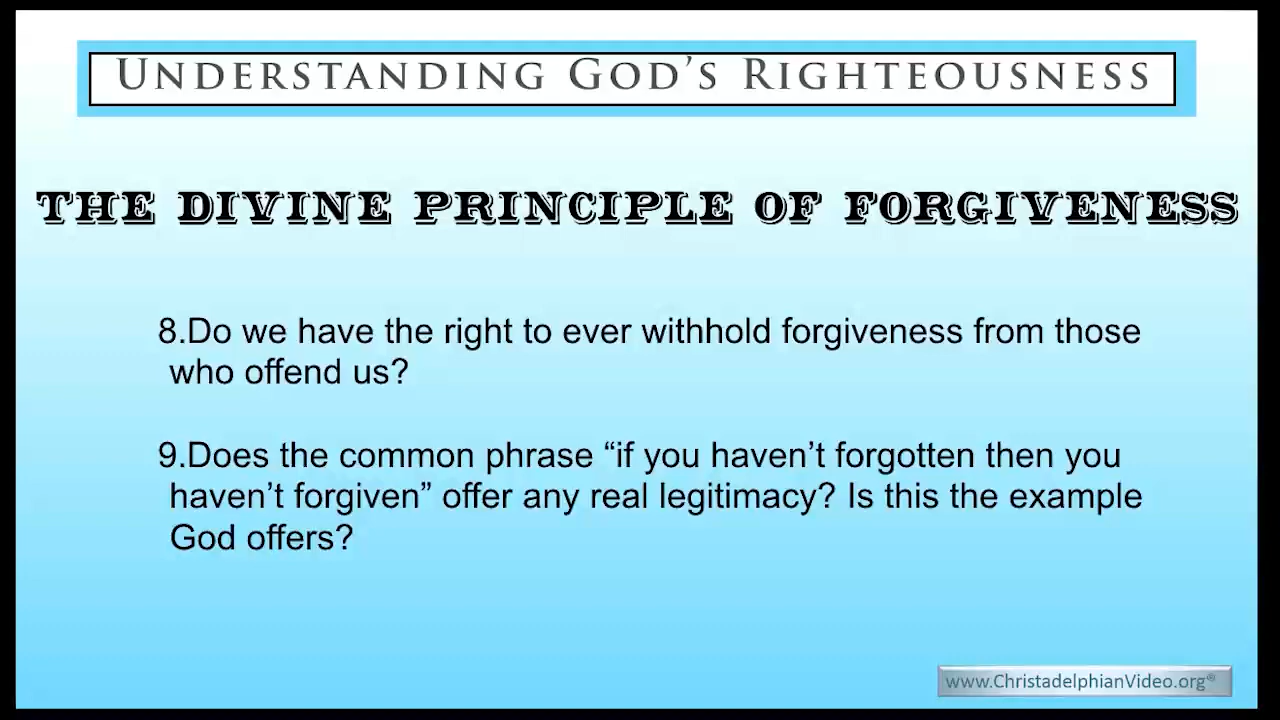 UNDERSTANDING GOD'S RIGHTEOUSNESS
THE DIVINE PRINCIPLE OF FORGIVENESS
8.Do we have the right to ever withhold forgiveness from those
who offend us?
9.Does the common phrase “if you haven’t forgotten then you
haven’t forgiven” offer any real legitimacy? Is this the example
God offers?
www.ChristadelphianVideo.org®